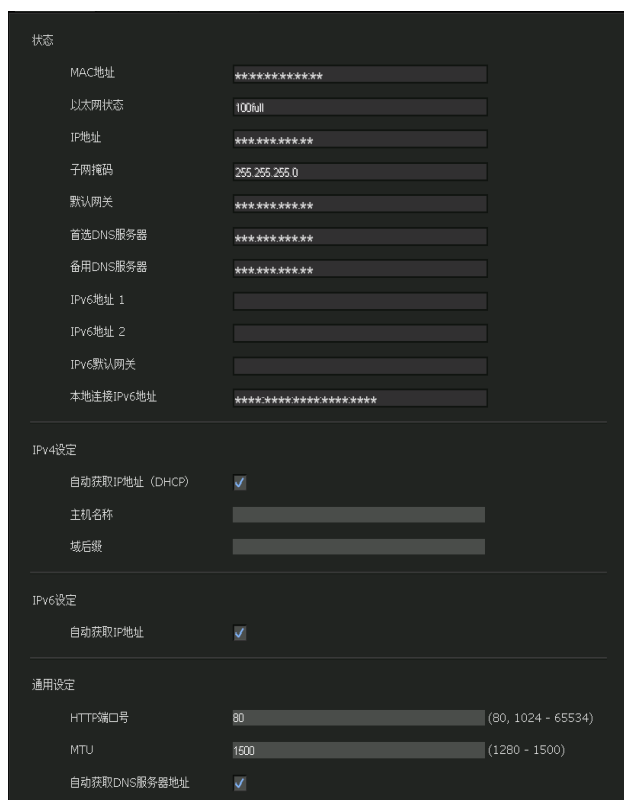 状态
MAC地址 **:**:**:**:**:**
以太网状态 100full
IP地址 ***.***.***.**
子网掩码 255.255.255.0
默认网关 ***.***.***.**
首选DNS服务器 ***.***.***.**
备用DNS服务器 ***.***.***.**
IPv6地址 1
IPv6地址 2
IPv6默认网关
本地连接IPv6地址 ****:****:****:****:****
IPv4设定
自动获取IP地址（DHCP）
主机名称
域后缀
IPv6设定
自动获取IP地址
通用设定
HTTP端口号 80 (80, 1024 - 65534)
MTU 1500 (1280 - 1500)
自动获取DNS服务器地址